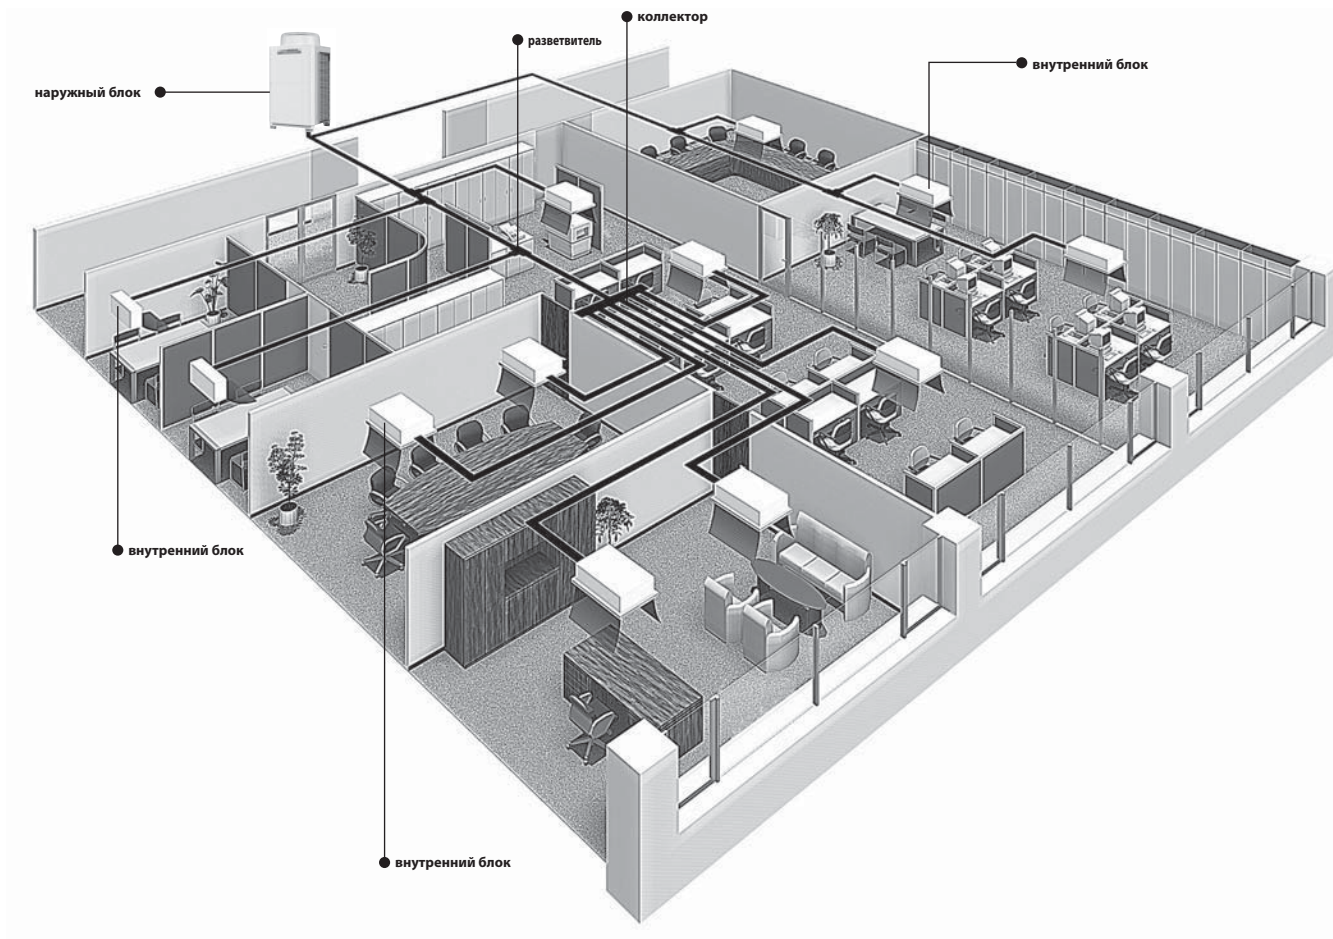 коллектор
разветвитель
внутренний блок
наружный блок
внутренний блок
внутренний блок